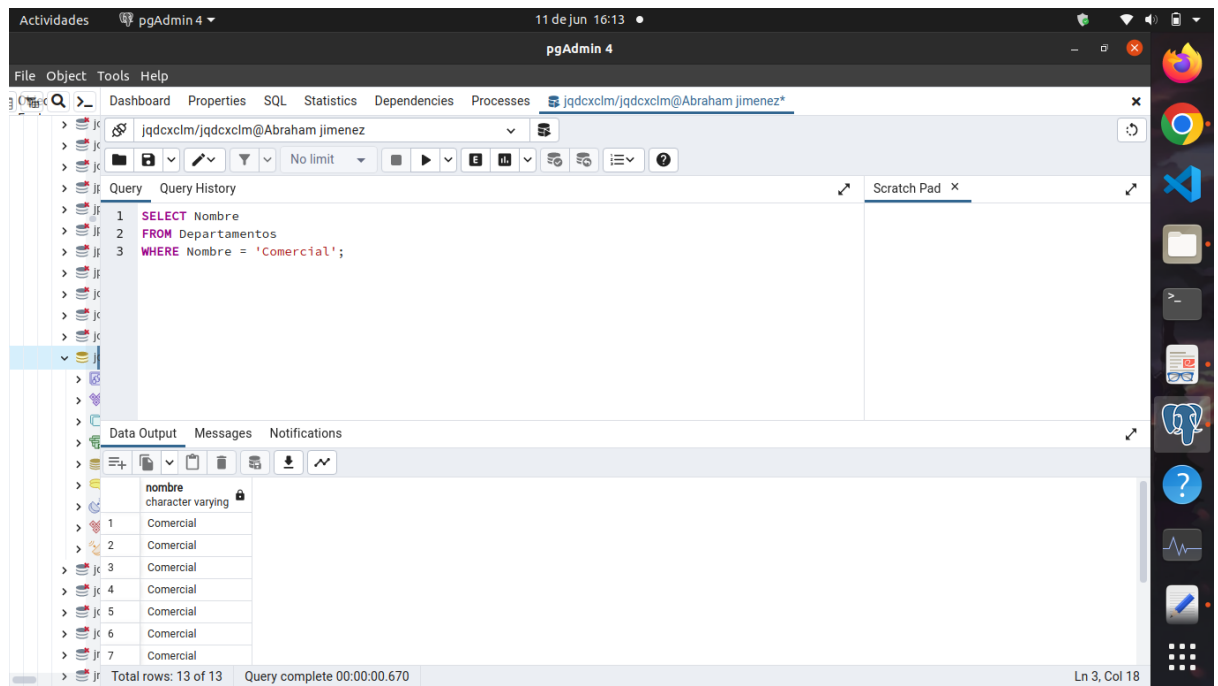 Actividades pgAdmin 4 11 de jun 16:13
pgAdmin 4
File Object Tools Help
Dashboard Properties SQL Statistics Dependencies Processes jqdcxclm/jqdcxclm@Abraham jimenez*
jqdcxclm/jqdcxclm@Abraham jimenez
No limit
Query Query History Scratch Pad
1 SELECT Nombre
2 FROM Departamentos
3 WHERE Nombre = 'Comercial';
Data Output Messages Notifications
nombre
character varying
1 Comercial
2 Comercial
3 Comercial
4 Comercial
5 Comercial
6 Comercial
7 Comercial
Total rows: 13 of 13 Query complete 00:00:00.670 Ln 3, Col 18